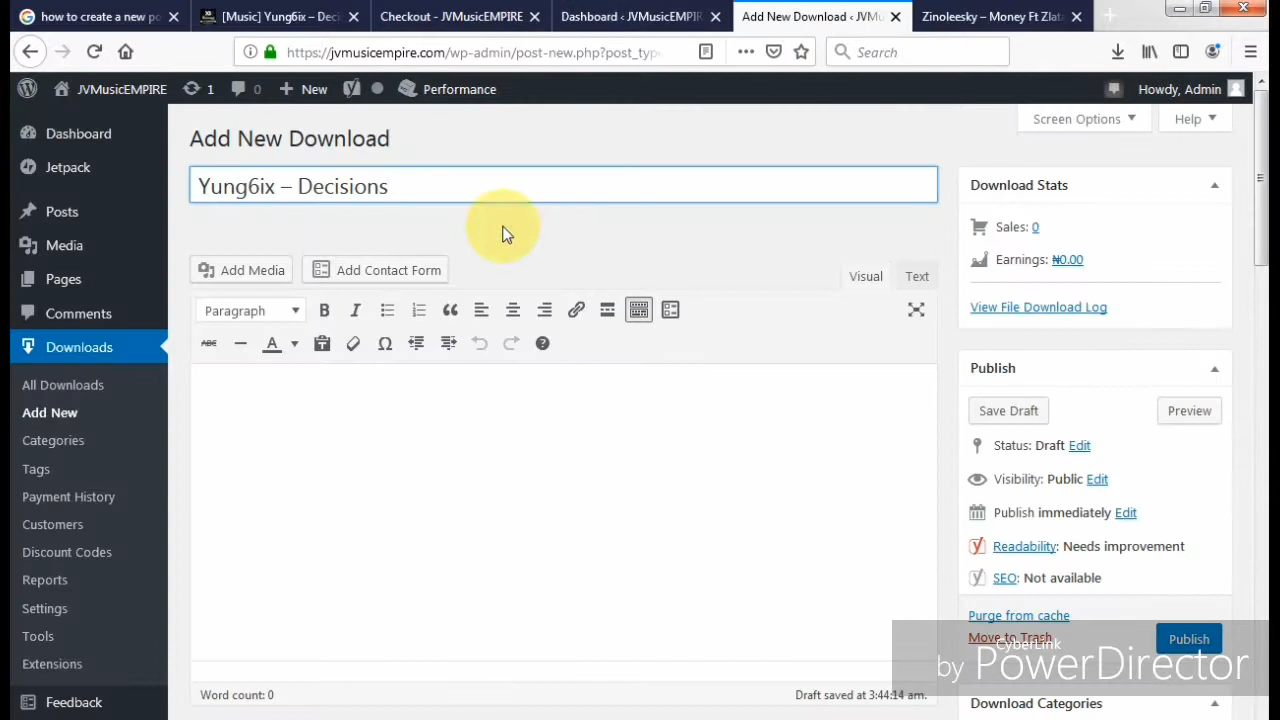 how to create a new po
[Music] Yung6ix – Deci
Checkout - JVMusicEMPIRE
Dashboard ‹ JVMusicEMPIR
Add New Download ‹ JVMu
Zinoleesky – Money Ft Zlat
https://jvmusicempire.com/wp-admin/post-new.php?post_type
Search
JVMusicEMPIRE
1
0
New
Performance
Howdy, Admin
Dashboard
Jetpack
Posts
Media
Pages
Comments
Downloads
All Downloads
Add New
Categories
Tags
Payment History
Customers
Discount Codes
Reports
Settings
Tools
Extensions
Feedback
Screen Options
Help
Add New Download
Yung6ix – Decisions
Add Media
Add Contact Form
Visual
Text
Paragraph
B I
ABC A Ω
Word count: 0
Draft saved at 3:44:14 am.
Download Stats
Sales: 0
Earnings: ₦0.00
View File Download Log
Publish
Save Draft
Preview
Status: Draft Edit
Visibility: Public Edit
Publish immediately Edit
Readability: Needs improvement
SEO: Not available
Purge from cache
Move to Trash
Publish
CyberLink
by PowerDirector
Download Categories